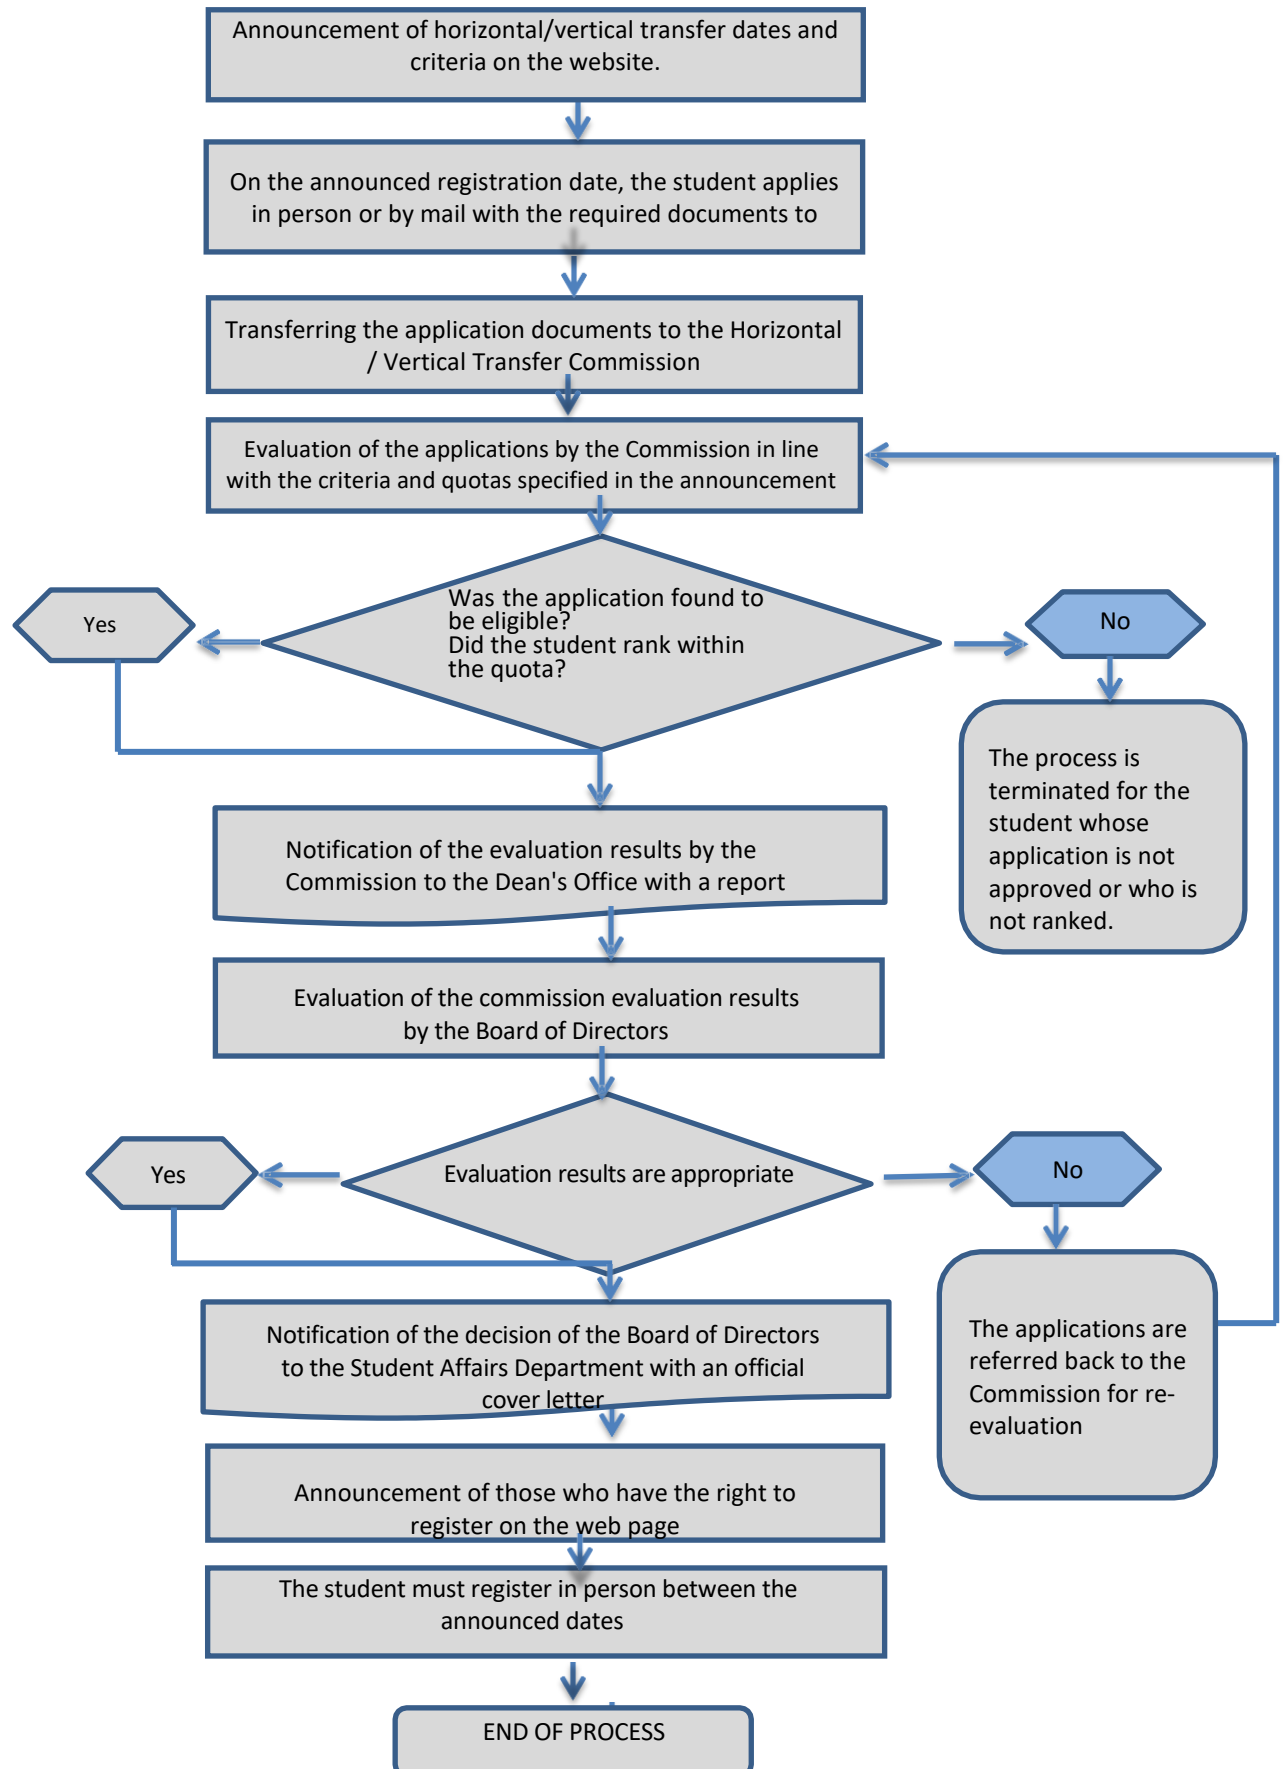 Announcement of horizontal/vertical transfer dates and
criteria on the website.
On the announced registration date, the student applies
in person or by mail with the required documents to
Transferring the application documents to the Horizontal
/ Vertical Transfer Commission
Evaluation of the applications by the Commission in line
with the criteria and quotas specified in the announcement
Was the application found to
be eligible?
Did the student rank within
the quota?
Yes
No
The process is
terminated for the
student whose
application is not
approved or who is
not ranked.
Notification of the evaluation results by the
Commission to the Dean's Office with a report
Evaluation of the commission evaluation results
by the Board of Directors
Evaluation results are appropriate
Yes
No
The applications are
referred back to the
Commission for re-
evaluation
Notification of the decision of the Board of Directors
to the Student Affairs Department with an official
cover letter
Announcement of those who have the right to
register on the web page
The student must register in person between the
announced dates
END OF PROCESS